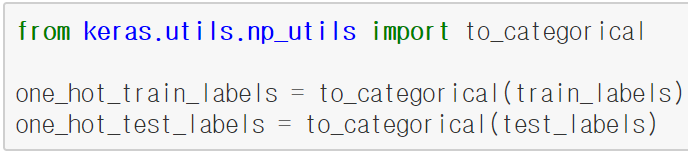 from keras.utils.np_utils import to_categorical
one_hot_train_labels = to_categorical(train_labels)
one_hot_test_labels = to_categorical(test_labels)